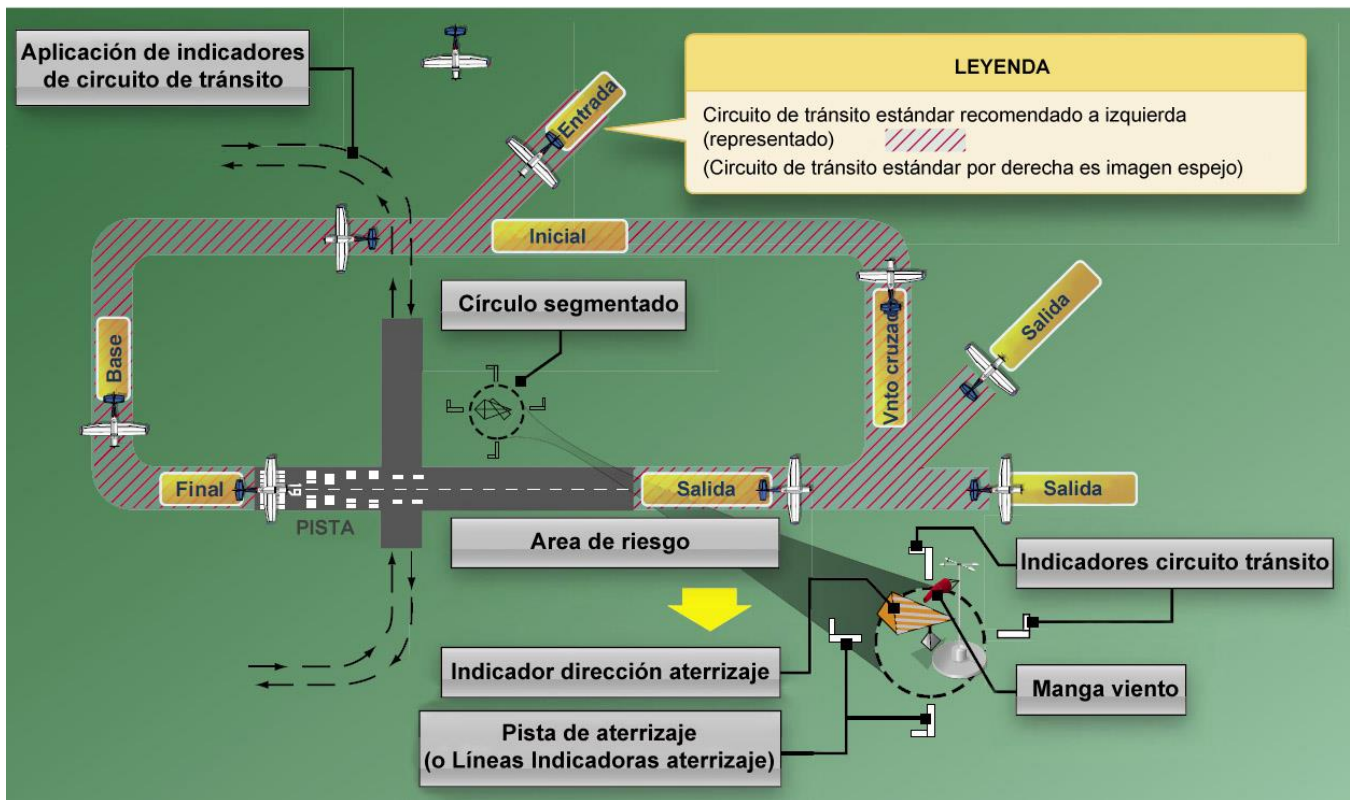 Aplicación de indicadores
de circuito de tránsito
LEYENDA
Circuito de tránsito estándar recomendado a izquierda
(representado)
(Circuito de tránsito estándar por derecha es imagen espejo)
Entrada
Inicial
Círculo segmentado
Salida
Base
Vnto cruzado
Final
19
Salida
Salida
PISTA
Area de riesgo
Indicadores circuito tránsito
Indicador dirección aterrizaje
Manga viento
Pista de aterrizaje
(o Líneas Indicadoras aterrizaje)